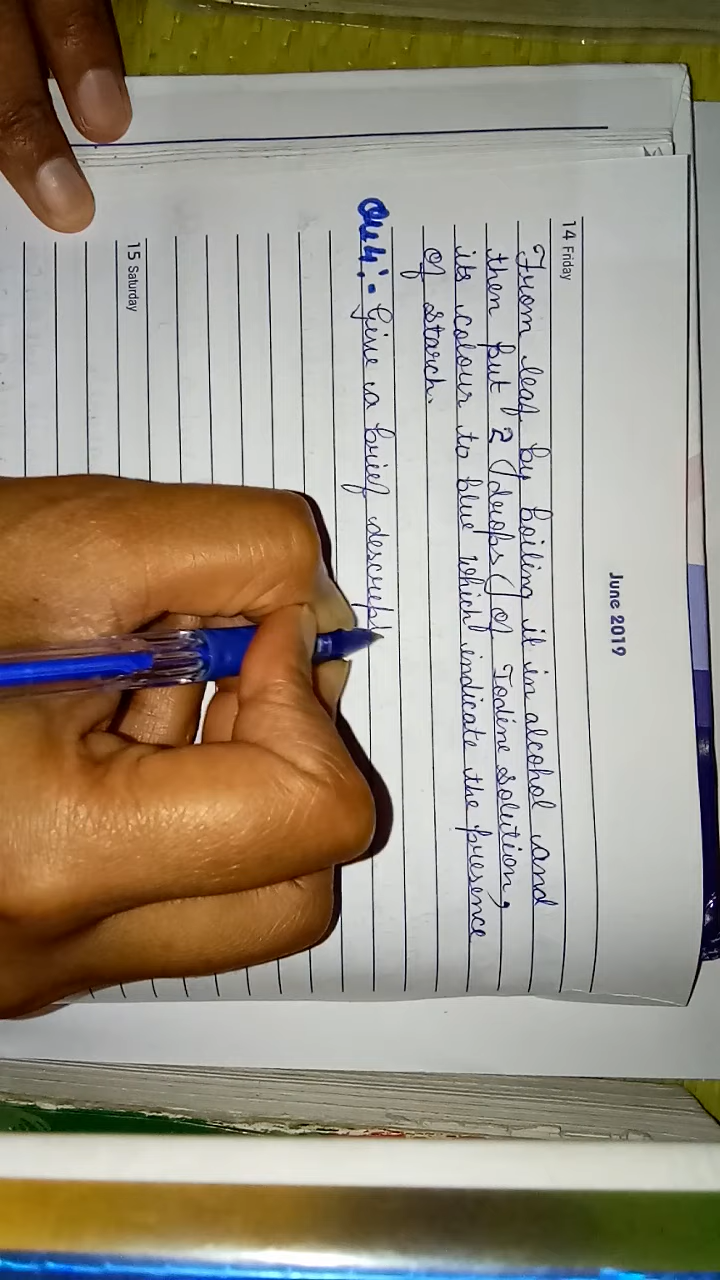 June 2019
14 Friday
From leaf by boiling it in alcohol and
then put 2 drops of Iodine solution,
its colour to blue which indicate the presence
of starch.
Qu4:- Give a brief descript
15 Saturday